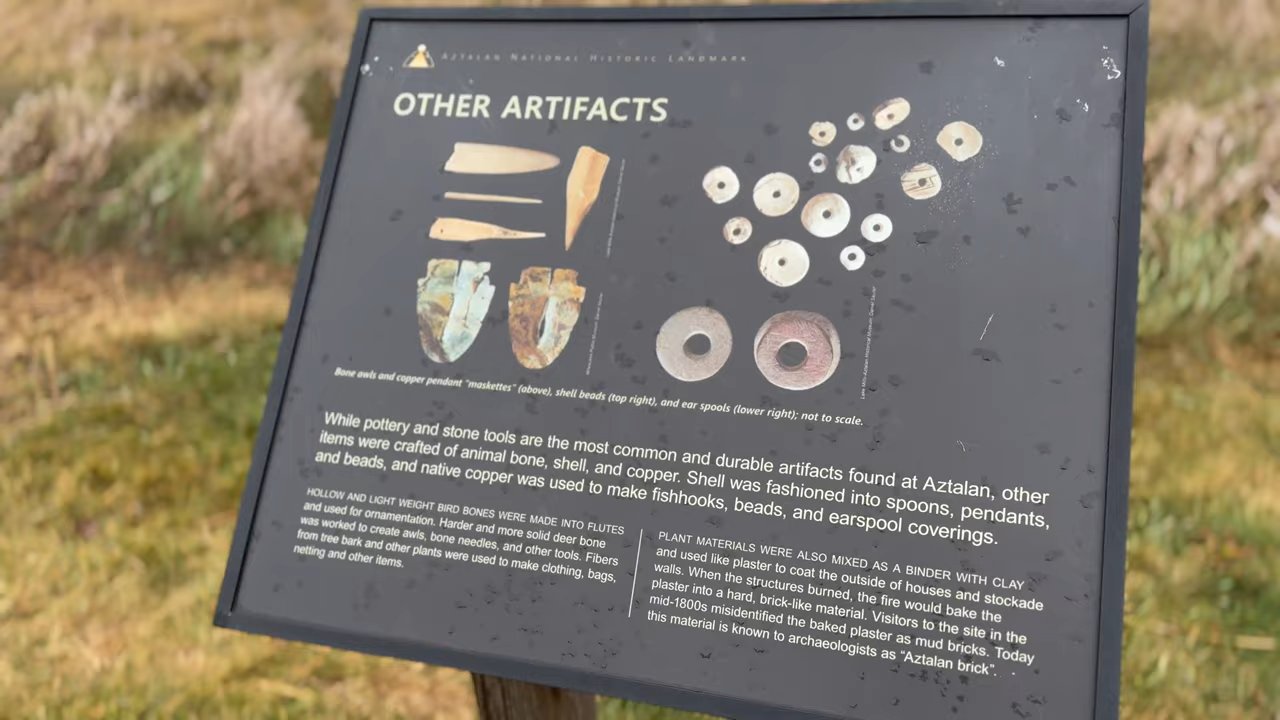 AZTALAN NATIONAL HISTORIC LANDMARK
OTHER ARTIFACTS
Bone awls and copper pendant "maskettes" (above), shell beads (top right), and ear spools (lower right); not to scale.
While pottery and stone tools are the most common and durable artifacts found at Aztalan, other
items were crafted of animal bone, shell, and copper. Shell was fashioned into spoons, pendants,
and beads, and native copper was used to make fishhooks, beads, and earspool coverings.
HOLLOW AND LIGHT WEIGHT BIRD BONES WERE MADE INTO FLUTES
and used for ornamentation. Harder and more solid deer bone
was worked to create awls, bone needles, and other tools. Fibers
from tree bark and other plants were used to make clothing, bags,
netting and other items.
PLANT MATERIALS WERE ALSO MIXED AS A BINDER WITH CLAY
and used like plaster to coat the outside of houses and stockade
walls. When the structures burned, the fire would bake the
plaster into a hard, brick-like material. Visitors to the site in the
mid-1800s misidentified the baked plaster as mud bricks. Today
this material is known to archaeologists as “Aztalan brick”.